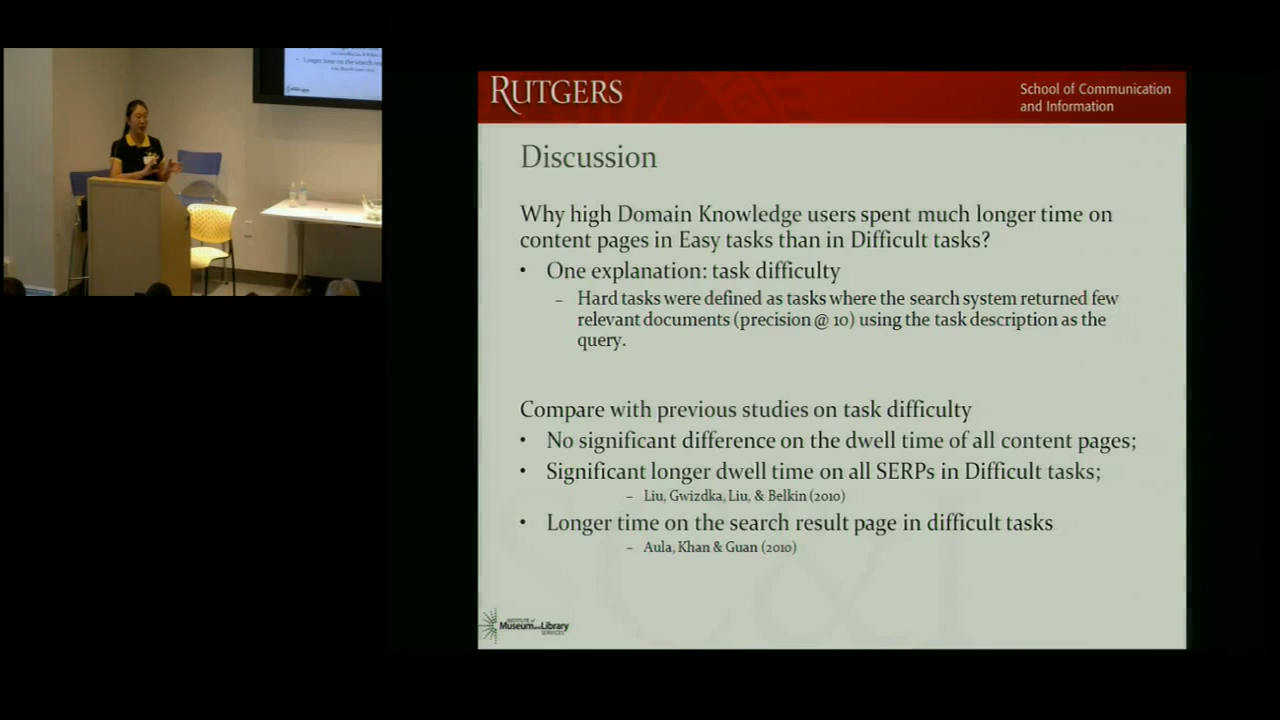 RUTGERS
School of Communication
and Information
Discussion
Why high Domain Knowledge users spent much longer time on
content pages in Easy tasks than in Difficult tasks?
• One explanation: task difficulty
– Hard tasks were defined as tasks where the search system returned few
relevant documents (precision @ 10) using the task description as the
query.
Compare with previous studies on task difficulty
• No significant difference on the dwell time of all content pages;
• Significant longer dwell time on all SERPs in Difficult tasks;
– Liu, Gwizdka, Liu, & Belkin (2010)
• Longer time on the search result page in difficult tasks
– Aula, Khan & Guan (2010)
INSTITUTE of
Museum and Library
SERVICES